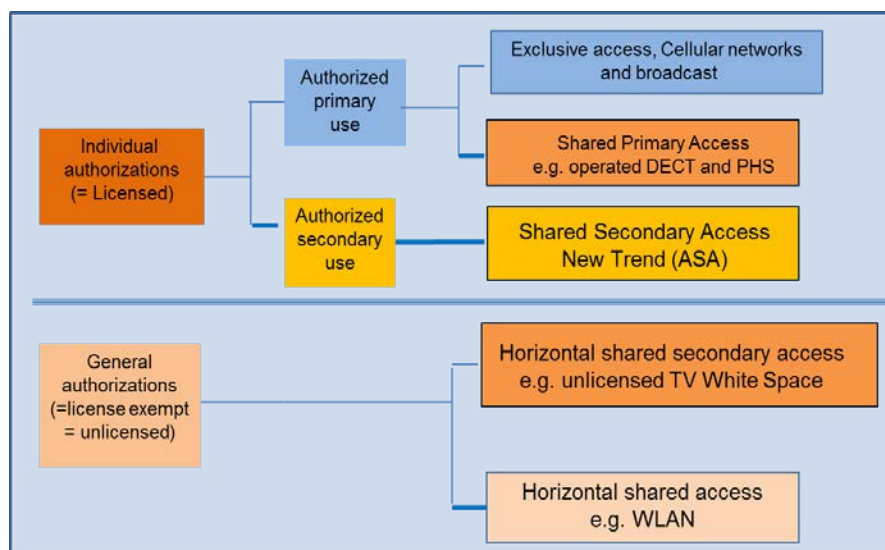 Exclusive access, Cellular networks
and broadcast
Authorized
primary
use
Individual
authorizations
(= Licensed)
Shared Primary Access
e.g. operated DECT and PHS
Authorized
secondary
use
Shared Secondary Access
New Trend (ASA)
General
authorizations
(=license exempt
= unlicensed)
Horizontal shared secondary access
e.g. unlicensed TV White Space
Horizontal shared access
e.g. WLAN